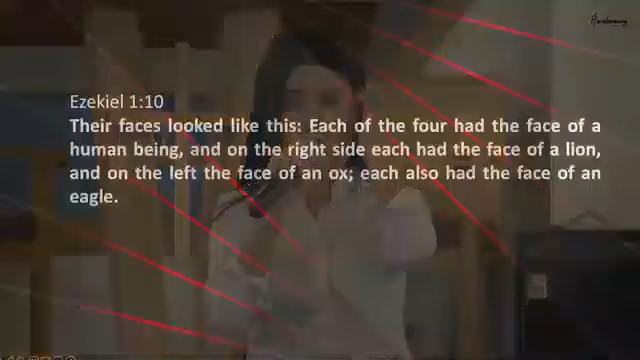 Awakening
Ezekiel 1:10
Their faces looked like this: Each of the four had the face of a
human being, and on the right side each had the face of a lion,
and on the left the face of an ox; each also had the face of an
eagle.